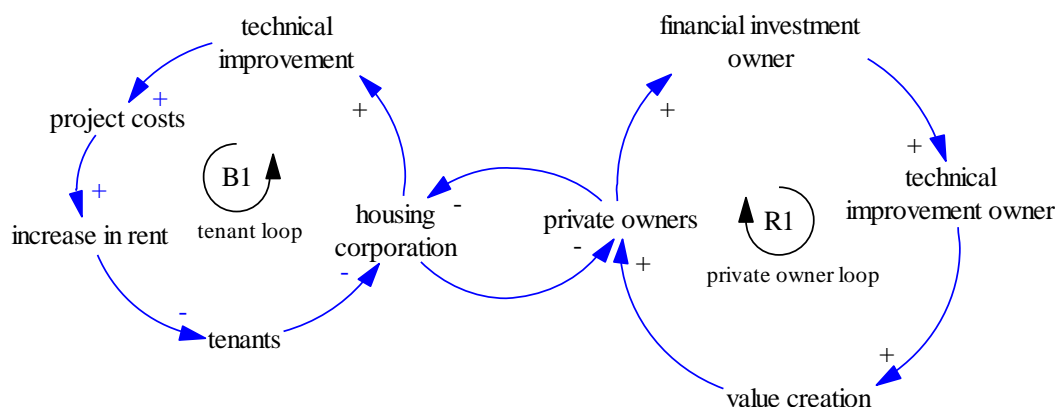 technical
improvement
+
project costs
+
increase in rent
-
tenants
-
housing
corporation
+
B1
tenant loop
-
-
private owners
+
financial investment
owner
+
technical
improvement owner
+
value creation
+
R1
private owner loop